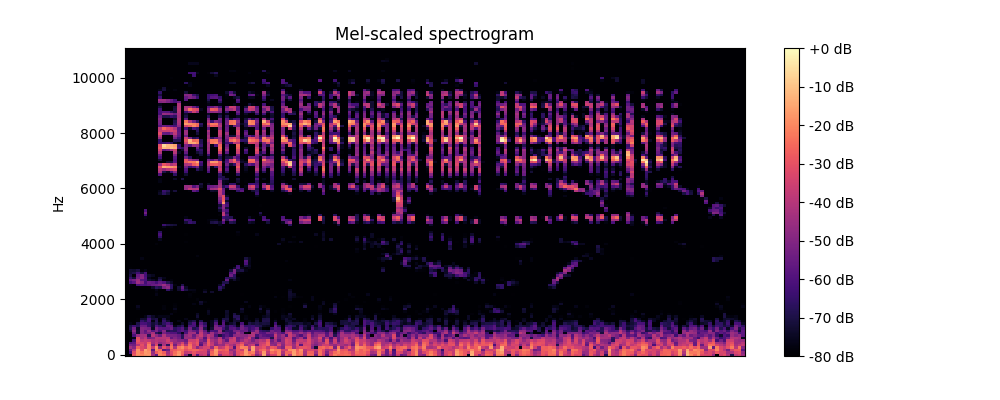 Mel-scaled spectrogram
Hz
10000
8000
6000
4000
2000
0
+0 dB
-10 dB
-20 dB
-30 dB
-40 dB
-50 dB
-60 dB
-70 dB
-80 dB